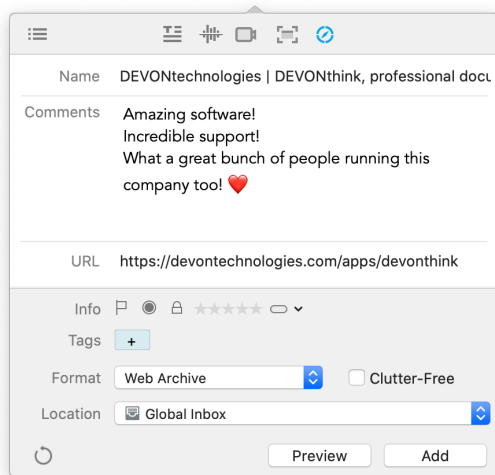 Name DEVONtechnologies | DEVONthink, professional docu
Comments Amazing software!
Incredible support!
What a great bunch of people running this
company too! ❤️
URL https://devontechnologies.com/apps/devonthink
Info
Tags +
Format Web Archive Clutter-Free
Location Global Inbox
Preview Add